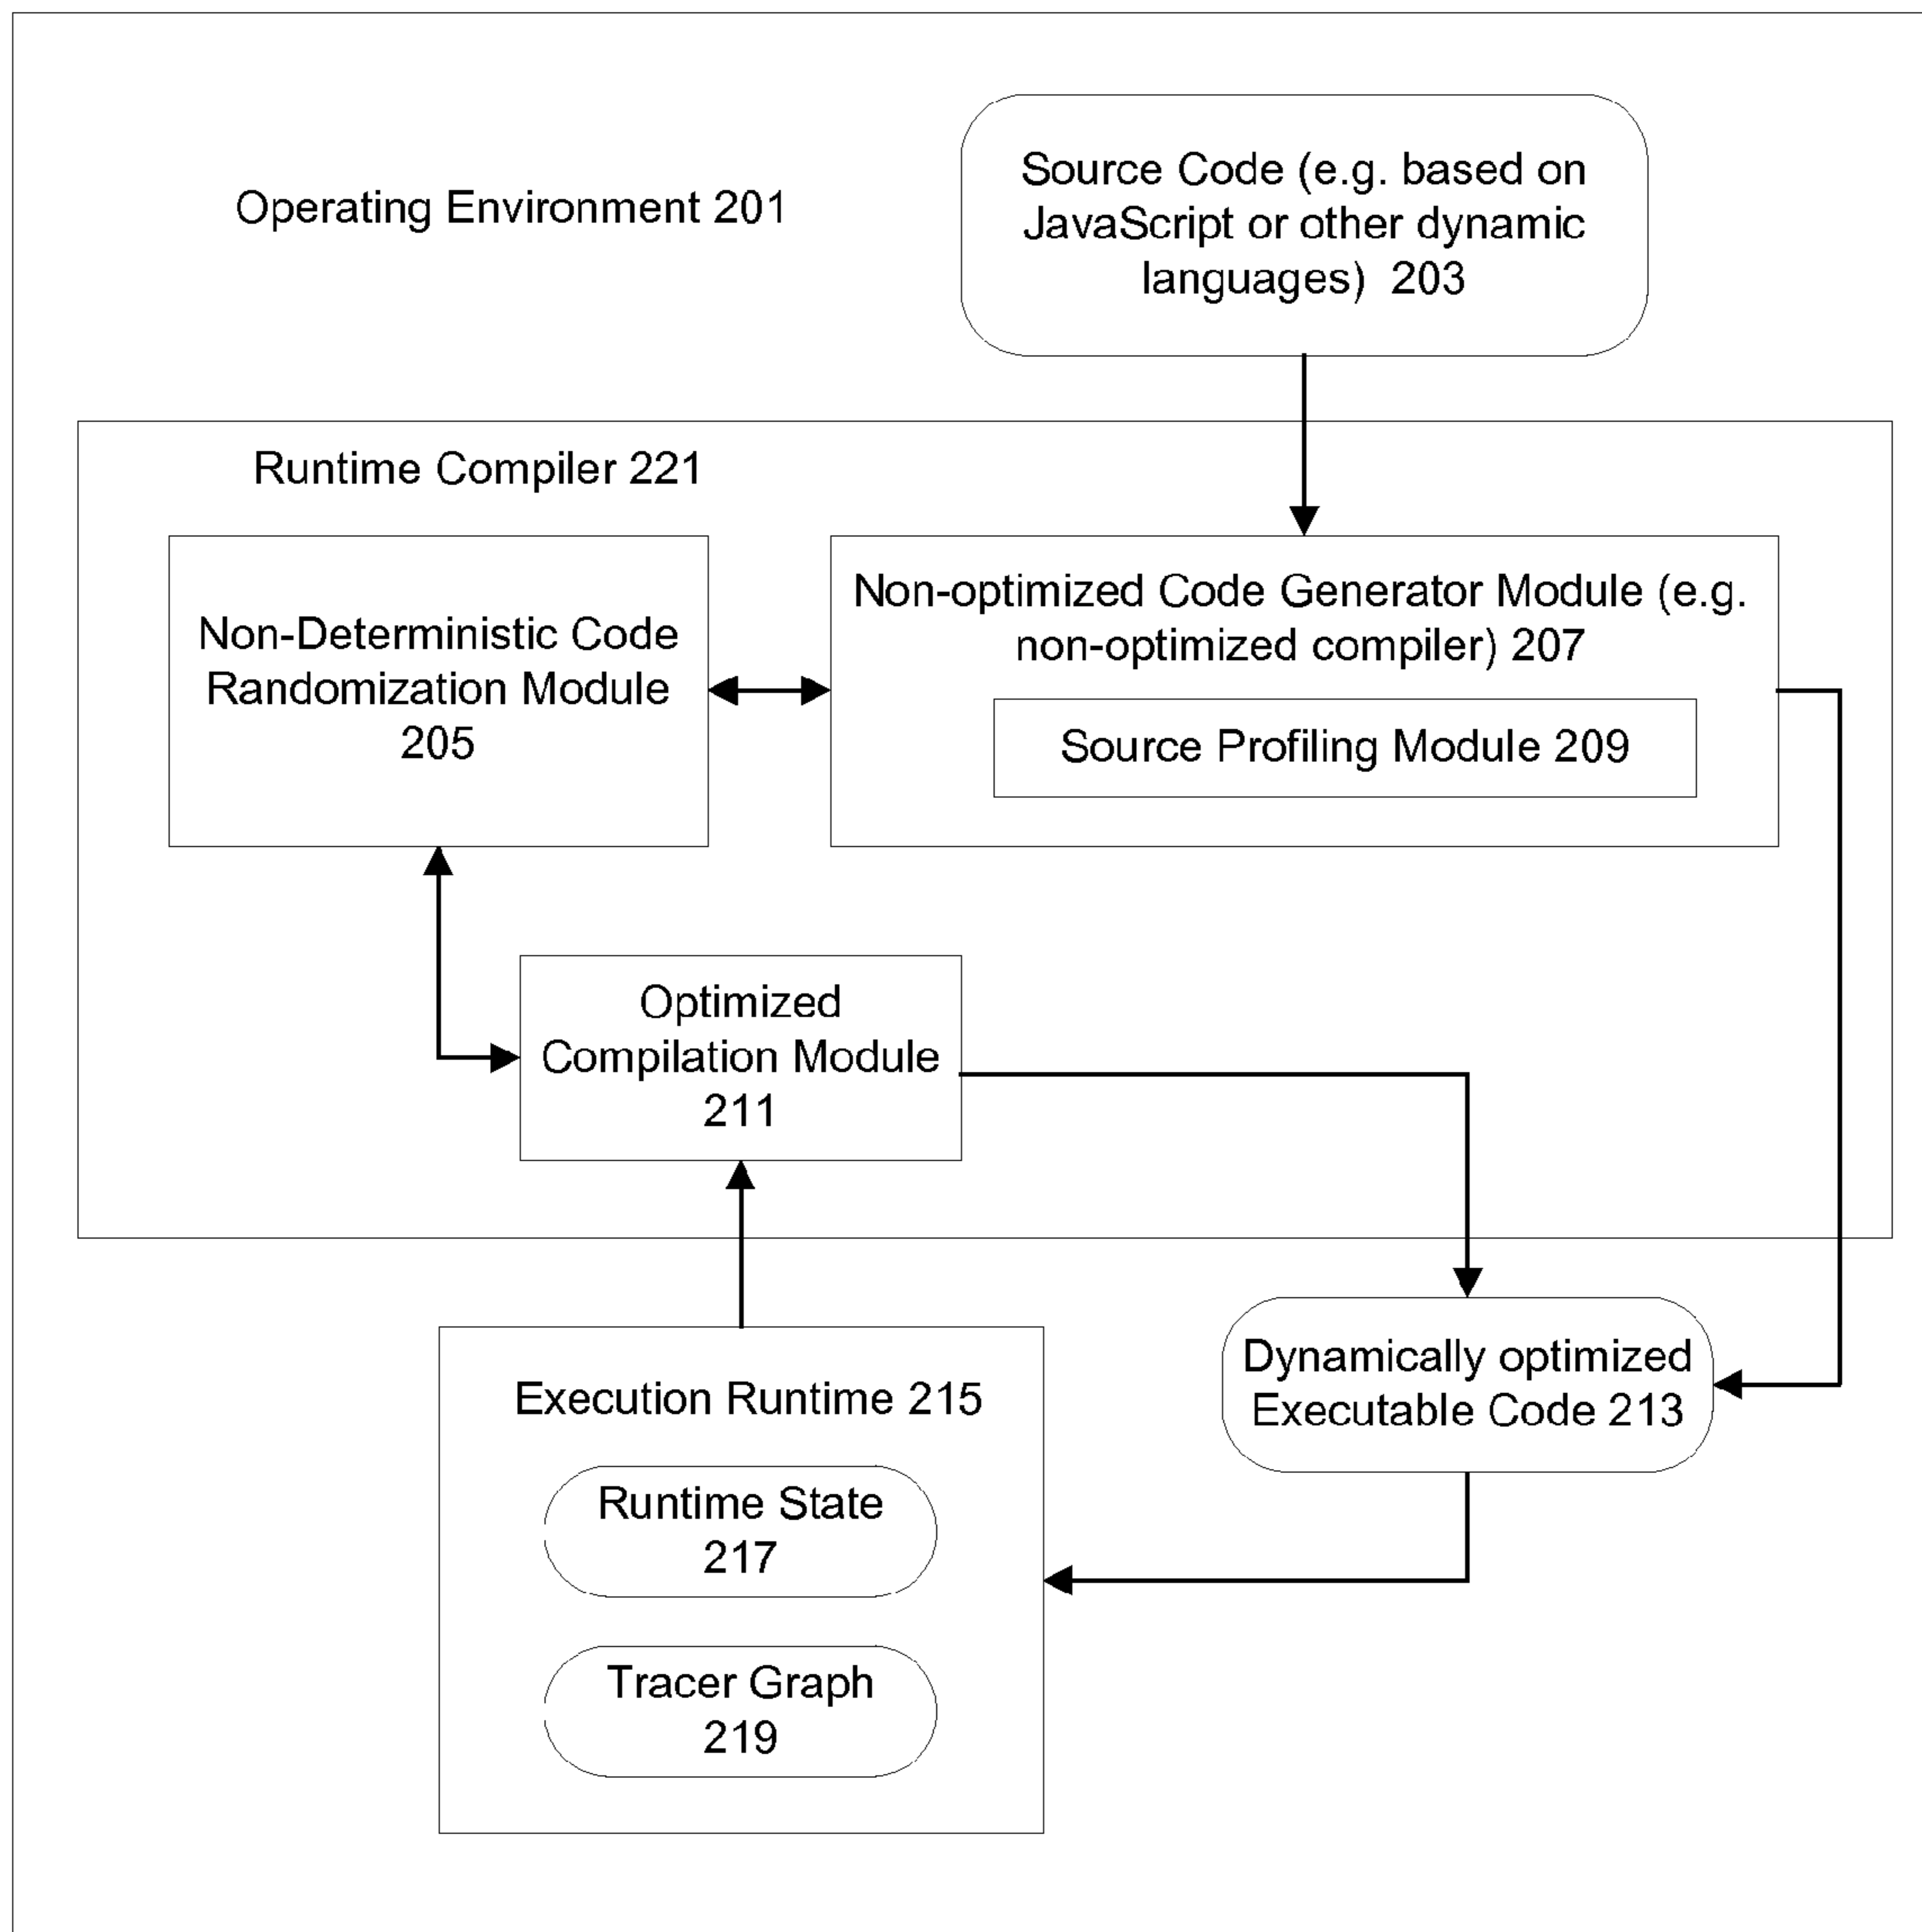 Operating Environment 201
Source Code (e.g. based on
JavaScript or other dynamic
languages) 203
Runtime Compiler 221
Non-Deterministic Code
Randomization Module
205
Non-optimized Code Generator Module (e.g.
non-optimized compiler) 207
Source Profiling Module 209
Optimized
Compilation Module
211
Execution Runtime 215
Runtime State
217
Tracer Graph
219
Dynamically optimized
Executable Code 213